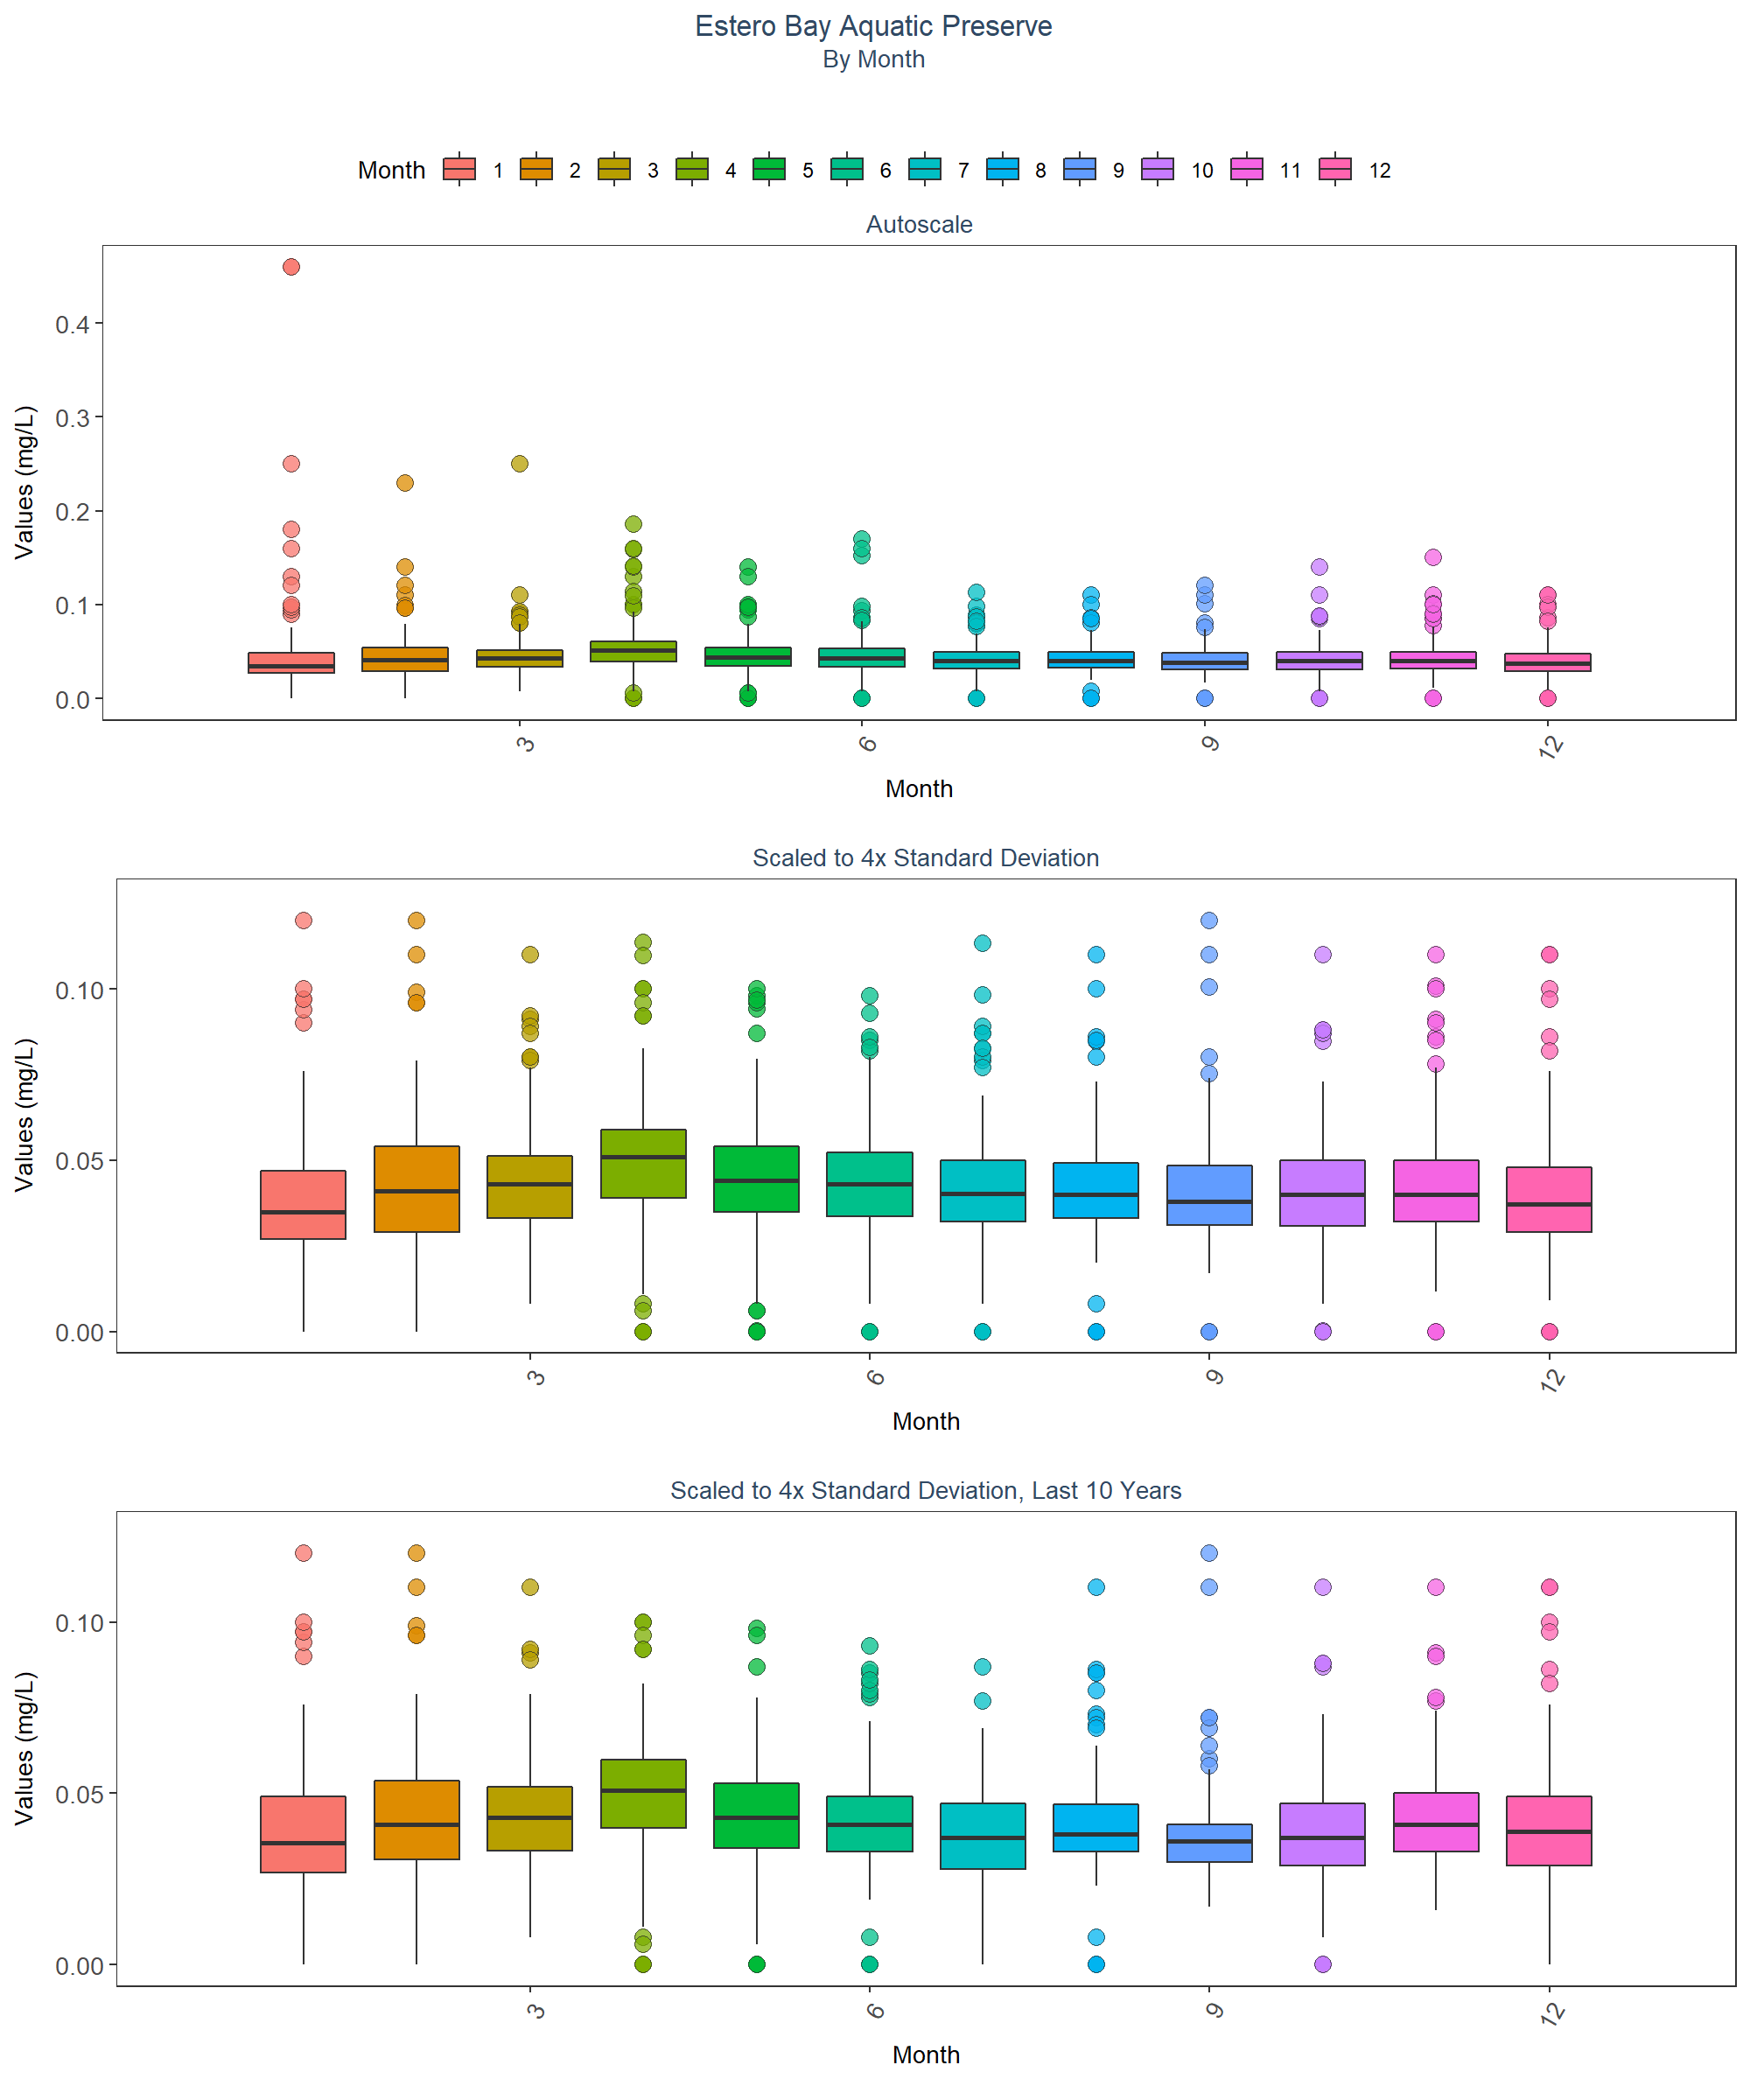 Estero Bay Aquatic Preserve
By Month
Month 1 2 3 4 5 6 7 8 9 10 11 12
Autoscale
Values (mg/L)
0.4
0.3
0.2
0.1
0.0
3 6 9 12
Month
Scaled to 4x Standard Deviation
Values (mg/L)
0.10
0.05
0.00
3 6 9 12
Month
Scaled to 4x Standard Deviation, Last 10 Years
Values (mg/L)
0.10
0.05
0.00
3 6 9 12
Month